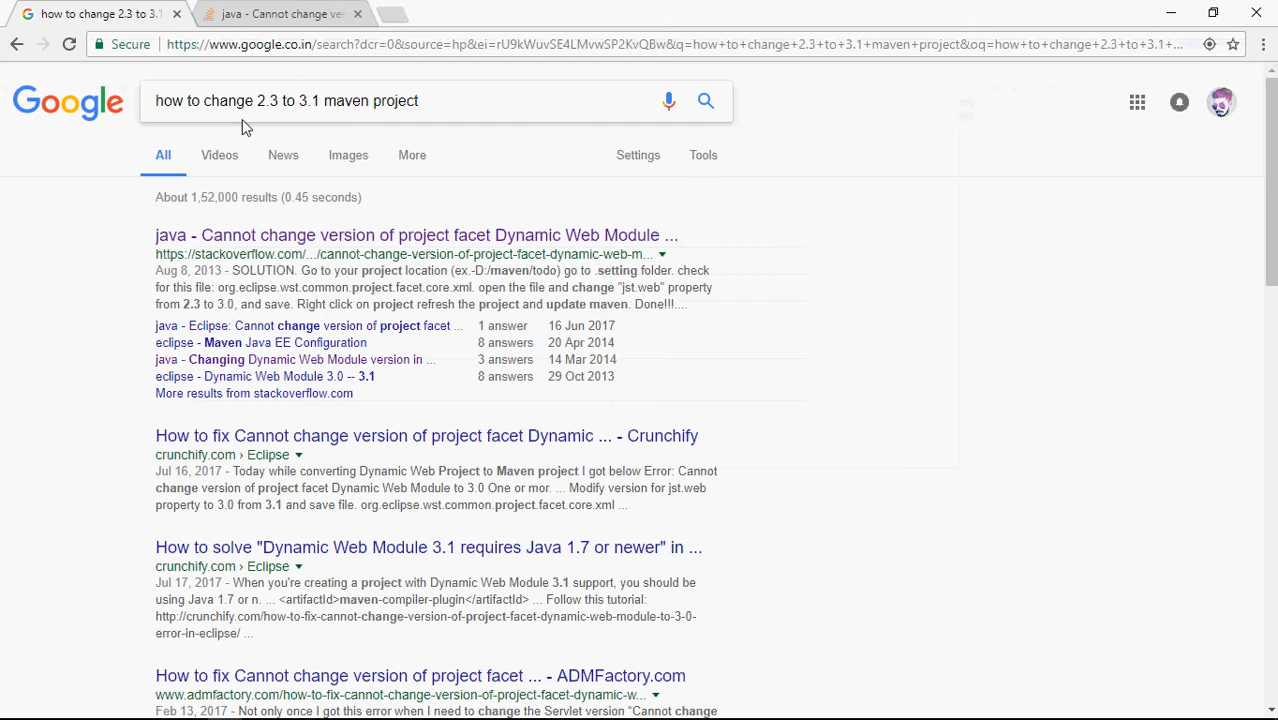 how to change 2.3 to 3.1
java - Cannot change ve
Secure
https://www.google.co.in/search?dcr=0&source=hp&ei=rU9kWuvSE4LMvwSP2KvQBw&q=how+to+change+2.3+to+3.1+maven+project&oq=how+to+change+2.3+to+3.1+...
Google
how to change 2.3 to 3.1 maven project
All Videos News Images More Settings Tools
About 1,52,000 results (0.45 seconds)
java - Cannot change version of project facet Dynamic Web Module ...
https://stackoverflow.com/.../cannot-change-version-of-project-facet-dynamic-web-m...
Aug 8, 2013 - SOLUTION. Go to your project location (ex.-D:/maven/todo) go to .setting folder. check
for this file: org.eclipse.wst.common.project.facet.core.xml. open the file and change "jst.web" property
from 2.3 to 3.0, and save. Right click on project refresh the project and update maven. Done!!!....
java - Eclipse: Cannot change version of project facet ... 1 answer 16 Jun 2017
eclipse - Maven Java EE Configuration 8 answers 20 Apr 2014
java - Changing Dynamic Web Module version in ... 3 answers 14 Mar 2014
eclipse - Dynamic Web Module 3.0 -- 3.1 8 answers 29 Oct 2013
More results from stackoverflow.com
How to fix Cannot change version of project facet Dynamic ... - Crunchify
crunchify.com › Eclipse
Jul 16, 2017 - Today while converting Dynamic Web Project to Maven project I got below Error: Cannot
change version of project facet Dynamic Web Module to 3.0 One or mor. ... Modify version for jst.web
property to 3.0 from 3.1 and save file. org.eclipse.wst.common.project.facet.core.xml ...
How to solve "Dynamic Web Module 3.1 requires Java 1.7 or newer" in ...
crunchify.com › Eclipse
Jul 17, 2017 - When you're creating a project with Dynamic Web Module 3.1 support, you should be
using Java 1.7 or n. ... <artifactId>maven-compiler-plugin</artifactId> ... Follow this tutorial:
http://crunchify.com/how-to-fix-cannot-change-version-of-project-facet-dynamic-web-module-to-3-0-
error-in-eclipse/ ...
How to fix Cannot change version of project facet ... - ADMFactory.com
www.admfactory.com/how-to-fix-cannot-change-version-of-project-facet-dynamic-w...
Feb 13, 2017 - Not only once I got this error when I need to change the Servlet version "Cannot change